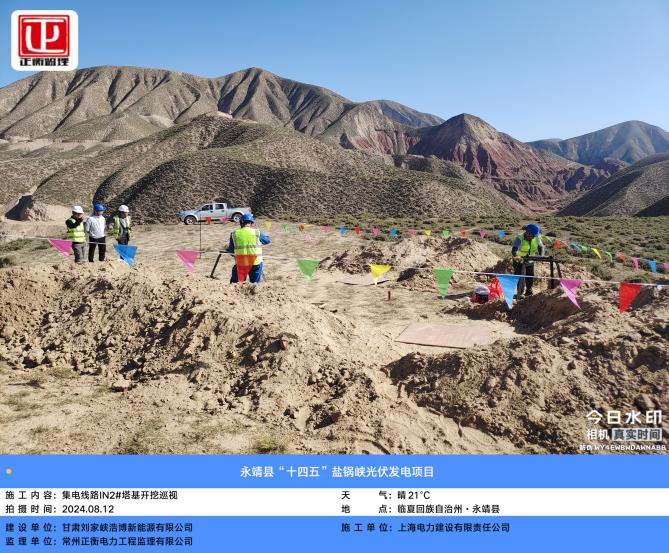 正衡监理
今日水印
相机 真实时间
防伪 WY4EWBWDAWNABB
永靖县“十四五”盐锅峡光伏发电项目
施工内容：集电线路IN2#塔基开挖巡视
天　　气：晴 21℃
拍摄时间：2024.08.12
地　　点：临夏回族自治州·永靖县
建设单位：甘肃刘家峡浩博新能源有限公司
施工单位：上海电力建设有限责任公司
监理单位：常州正衡电力工程监理有限公司